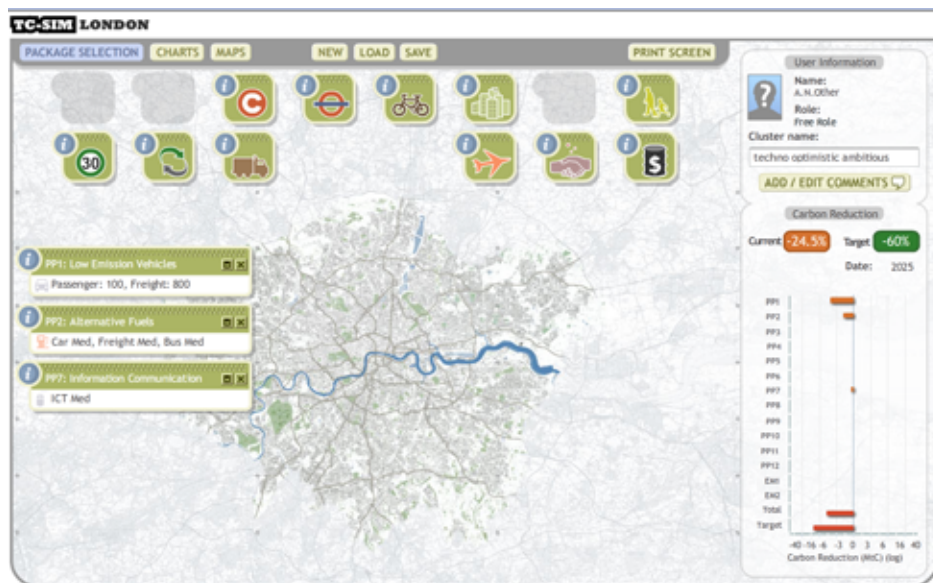 TC-SIM LONDON
PACKAGE SELECTION CHARTS MAPS NEW LOAD SAVE PRINT SCREEN
User Information
Name:
A.N.Other
Role:
Free Role
Cluster name:
techno optimistic ambitious
ADD / EDIT COMMENTS
C
30
$
Carbon Reduction
Current -24.5% Target -60%
Date: 2025
PP1: Low Emission Vehicles
Passenger: 100, Freight: 800
PP2: Alternative Fuels
Car Med, Freight Med, Bus Med
PP7: Information Communication
ICT Med
PP1
PP2
PP3
PP4
PP5
PP6
PP7
PP8
PP9
PP10
PP11
PP12
EM1
EM2
Total
Target
-40 -16 -6 -3 0 3 6 16 40
Carbon Reduction (MtC) (log)